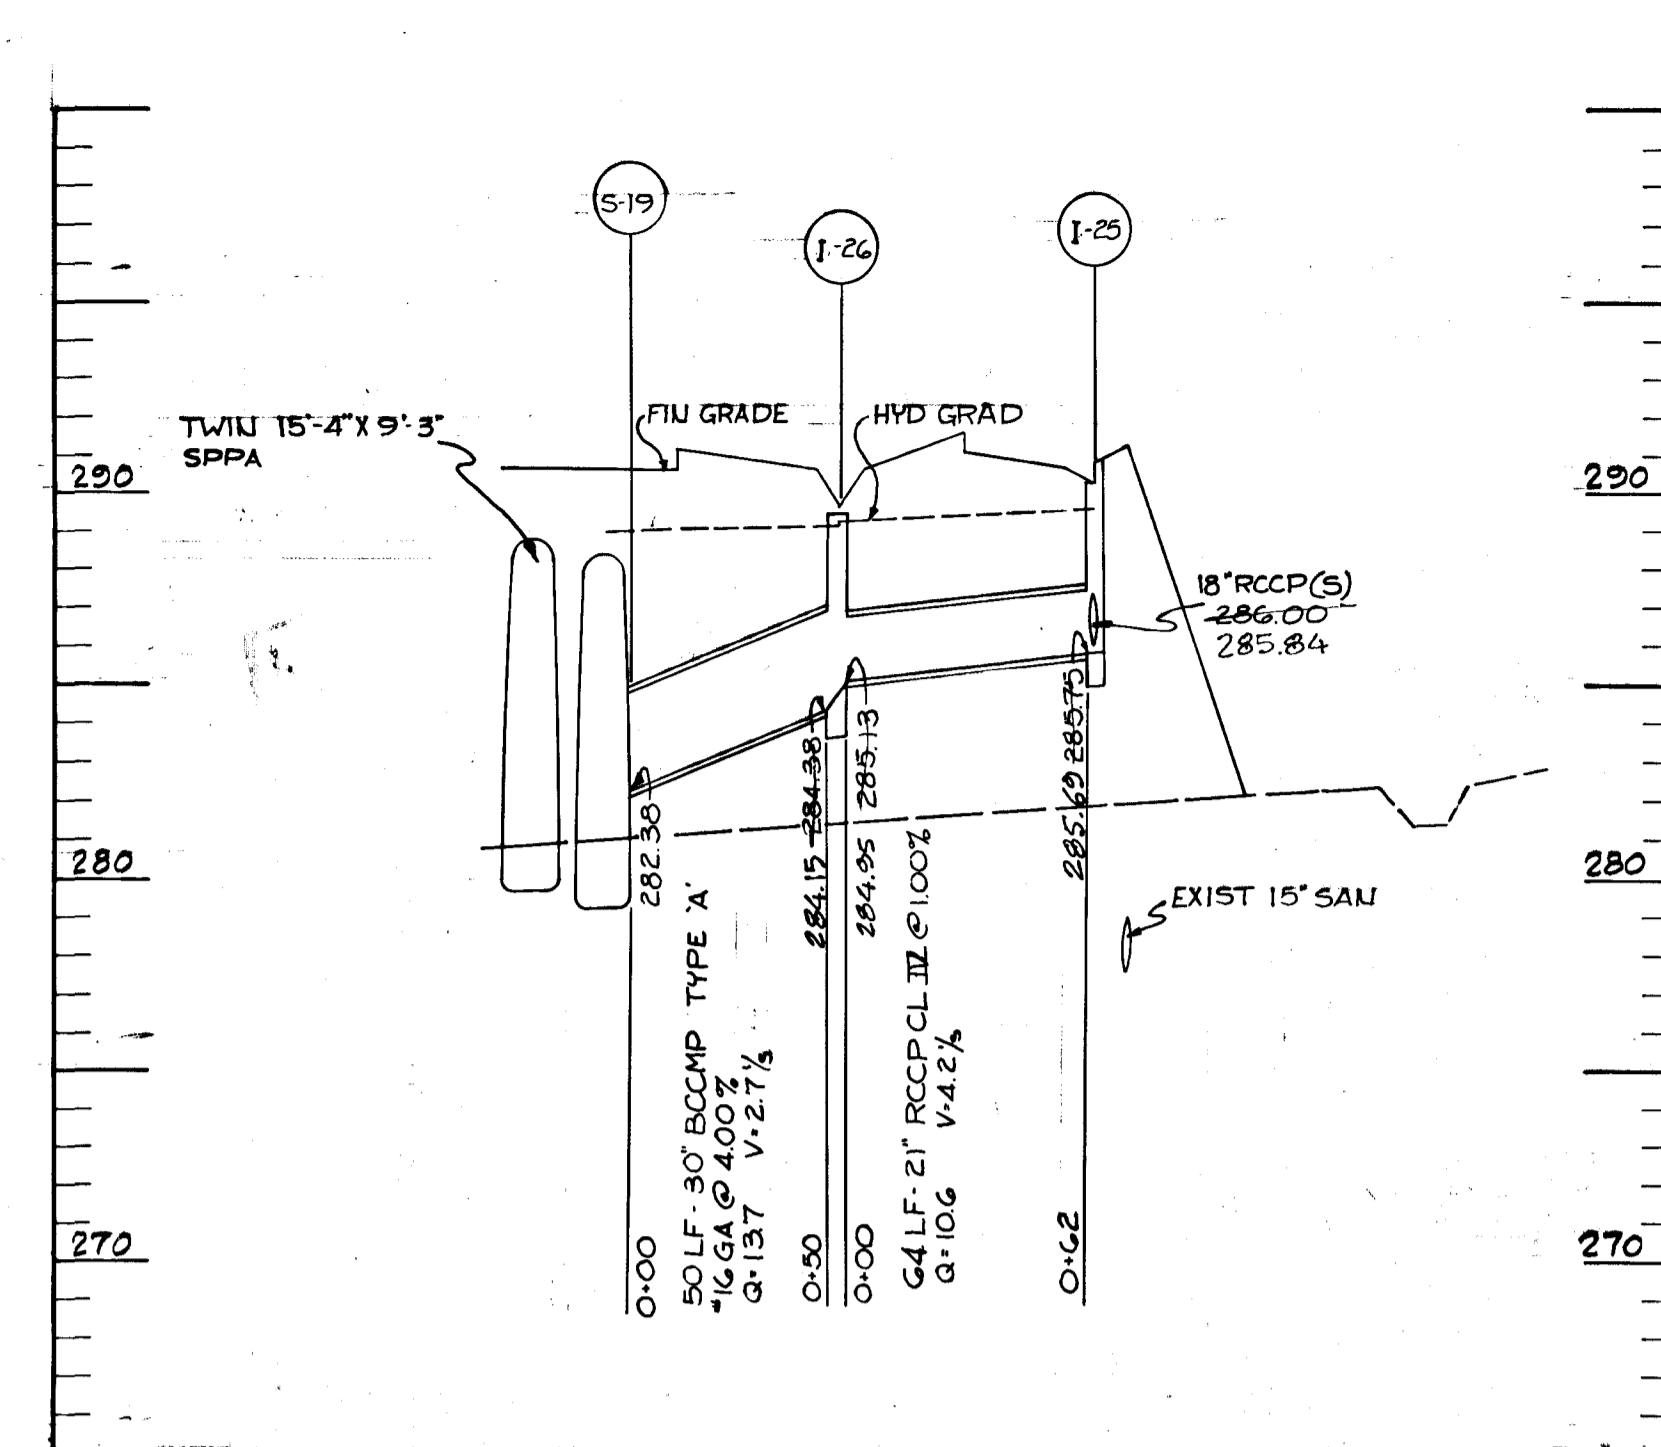 S-19
I-26
I-25
TWIN 15'-4" X 9'-3"
SPPA
FIN GRADE
HYD GRAD
290
290
18" RCCP(S)
286.00
285.84
280
280
EXIST 15" SAN
282.38
284.15 284.38
284.95 285.13
285.69 285.75
50 LF - 30" BCCMP TYPE 'A'
#16 GA @ 4.00%
Q=13.7 V=2.7'/s
64 LF - 21" RCCP CL IV @ 1.00%
Q=10.6 V=4.2'/s
270
270
0+00
0+50
0+00
0+62